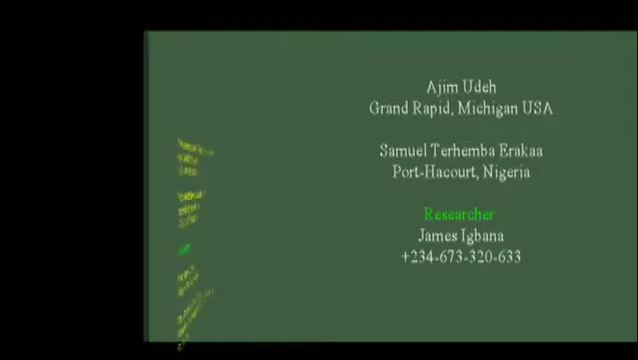 Ajim Udeh
Grand Rapid, Michigan USA
Samuel Terhemba Erakaa
Port-Hacourt, Nigeria
Researcher
James Igbana
+234-673-320-633